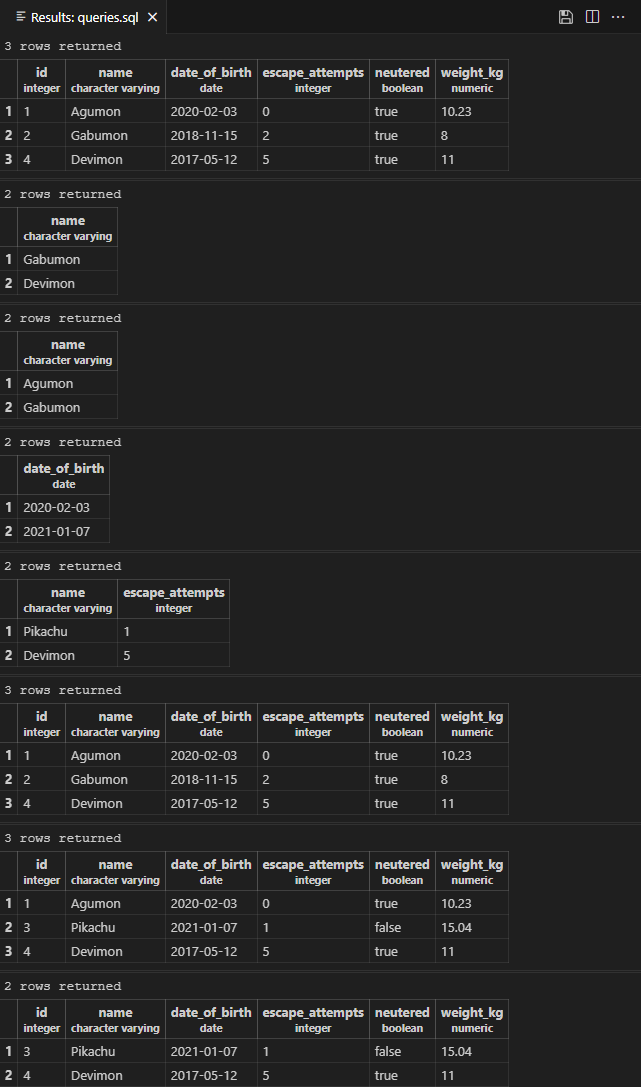 Results: queries.sql
3 rows returned
id name date_of_birth escape_attempts neutered weight_kg
integer character varying date integer boolean numeric
1 1 Agumon 2020-02-03 0 true 10.23
2 2 Gabumon 2018-11-15 2 true 8
3 4 Devimon 2017-05-12 5 true 11
2 rows returned
name
character varying
1 Gabumon
2 Devimon
2 rows returned
name
character varying
1 Agumon
2 Gabumon
2 rows returned
date_of_birth
date
1 2020-02-03
2 2021-01-07
2 rows returned
name escape_attempts
character varying integer
1 Pikachu 1
2 Devimon 5
3 rows returned
id name date_of_birth escape_attempts neutered weight_kg
integer character varying date integer boolean numeric
1 1 Agumon 2020-02-03 0 true 10.23
2 2 Gabumon 2018-11-15 2 true 8
3 4 Devimon 2017-05-12 5 true 11
3 rows returned
id name date_of_birth escape_attempts neutered weight_kg
integer character varying date integer boolean numeric
1 1 Agumon 2020-02-03 0 true 10.23
2 3 Pikachu 2021-01-07 1 false 15.04
3 4 Devimon 2017-05-12 5 true 11
2 rows returned
id name date_of_birth escape_attempts neutered weight_kg
integer character varying date integer boolean numeric
1 3 Pikachu 2021-01-07 1 false 15.04
2 4 Devimon 2017-05-12 5 true 11